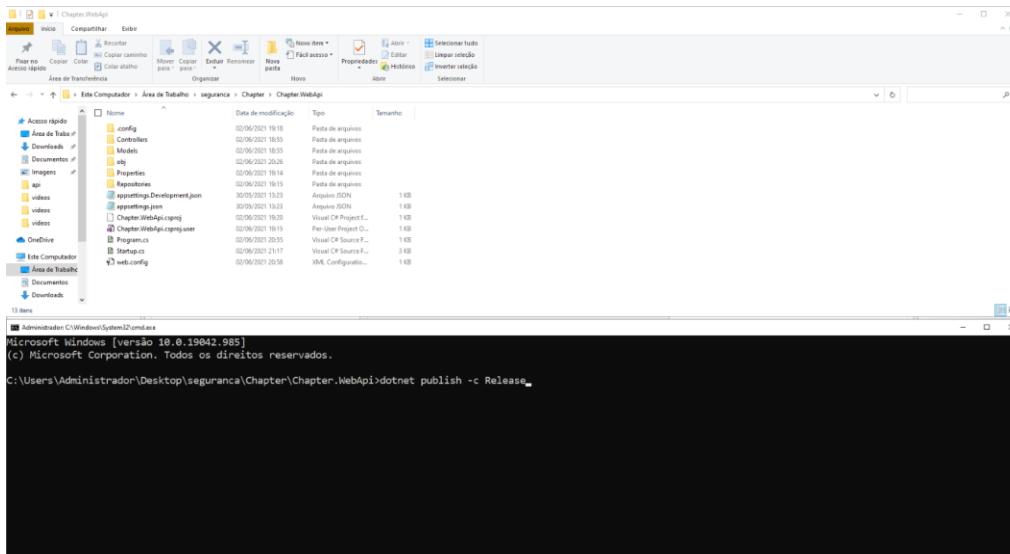 Chapter.WebApi
Arquivo Início Compartilhar Exibir
Fixar no Acesso rápido
Copiar
Colar
Recortar
Copiar caminho
Colar atalho
Mover para
Copiar para
Excluir
Renomear
Nova pasta
Novo item
Fácil acesso
Propriedades
Abrir
Editar
Histórico
Selecionar tudo
Limpar seleção
Inverter seleção
Área de Transferência Organizar Novo Abrir Selecionar
Este Computador > Área de Trabalho > seguranca > Chapter > Chapter.WebApi
Acesso rápido
Área de Traba
Downloads
Documentos
Imagens
api
videos
videos
videos
OneDrive
Este Computador
Área de Trabalho
Documentos
Downloads
Nome Data de modificação Tipo Tamanho
.config 02/06/2021 19:18 Pasta de arquivos
Controllers 02/06/2021 18:55 Pasta de arquivos
Models 02/06/2021 18:55 Pasta de arquivos
obj 02/06/2021 20:26 Pasta de arquivos
Properties 02/06/2021 19:14 Pasta de arquivos
Repositories 02/06/2021 19:15 Pasta de arquivos
appsettings.Development.json 30/05/2021 13:23 Arquivo JSON 1 KB
appsettings.json 30/05/2021 13:23 Arquivo JSON 1 KB
Chapter.WebApi.csproj 02/06/2021 19:20 Visual C# Project f... 1 KB
Chapter.WebApi.csproj.user 02/06/2021 19:15 Per-User Project O... 1 KB
Program.cs 02/06/2021 20:55 Visual C# Source F... 1 KB
Startup.cs 02/06/2021 21:17 Visual C# Source F... 3 KB
web.config 02/06/2021 20:58 XML Configuratio... 1 KB
13 itens
Administrador: C:\Windows\System32\cmd.exe
Microsoft Windows [versão 10.0.19042.985]
(c) Microsoft Corporation. Todos os direitos reservados.
C:\Users\Administrador\Desktop\seguranca\Chapter\Chapter.WebApi>dotnet publish -c Release_